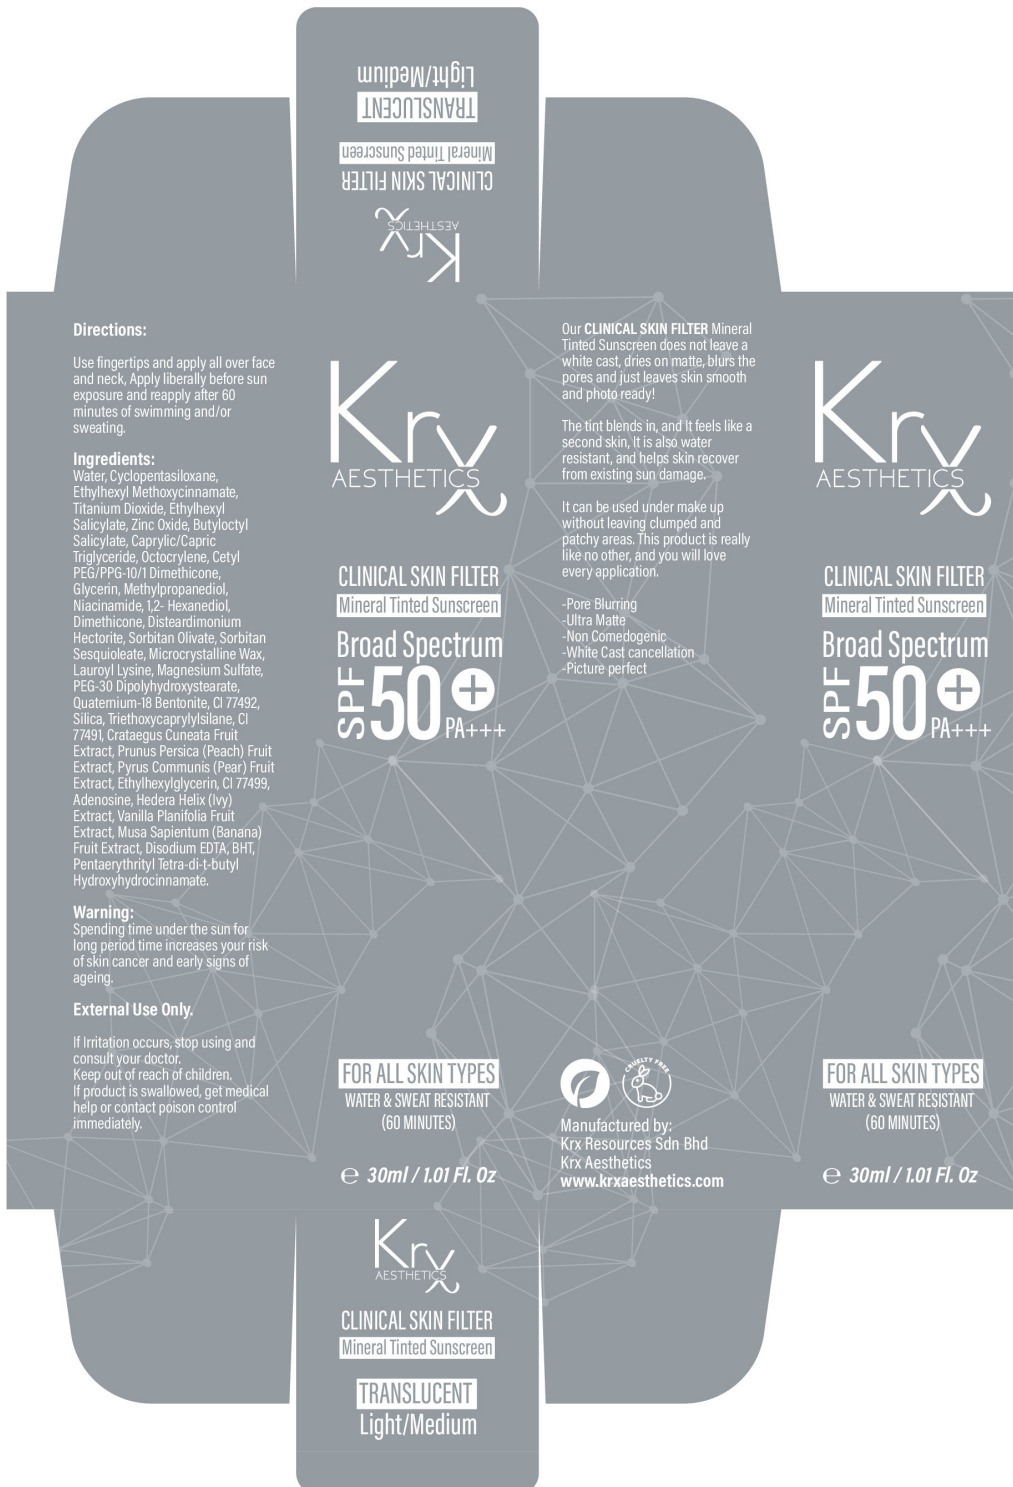 Light/Medium
TRANSLUCENT
Mineral Tinted Sunscreen
CLINICAL SKIN FILTER
AESTHETICS
Krx
Directions:
Use fingertips and apply all over face
and neck, Apply liberally before sun
exposure and reapply after 60
minutes of swimming and/or
sweating.
Ingredients:
Water, Cyclopentasiloxane,
Ethylhexyl Methoxycinnamate,
Titanium Dioxide, Ethylhexyl
Salicylate, Zinc Oxide, Butyloctyl
Salicylate, Caprylic/Capric
Triglyceride, Octocrylene, Cetyl
PEG/PPG-10/1 Dimethicone,
Glycerin, Methylpropanediol,
Niacinamide, 1,2- Hexanediol,
Dimethicone, Disteardimonium
Hectorite, Sorbitan Olivate, Sorbitan
Sesquioleate, Microcrystalline Wax,
Lauroyl Lysine, Magnesium Sulfate,
PEG-30 Dipolyhydroxystearate,
Quaternium-18 Bentonite, CI 77492,
Silica, Triethoxycaprylylsilane, CI
77491, Crataegus Cuneata Fruit
Extract, Prunus Persica (Peach) Fruit
Extract, Pyrus Communis (Pear) Fruit
Extract, Ethylhexylglycerin, CI 77499,
Adenosine, Hedera Helix (Ivy)
Extract, Vanilla Planifolia Fruit
Extract, Musa Sapientum (Banana)
Fruit Extract, Disodium EDTA, BHT,
Pentaerythrityl Tetra-di-t-butyl
Hydroxyhydrocinnamate.
Warning:
Spending time under the sun for
long period time increases your risk
of skin cancer and early signs of
ageing.
External Use Only.
If Irritation occurs, stop using and
consult your doctor.
Keep out of reach of children.
If product is swallowed, get medical
help or contact poison control
immediately.
Krx
AESTHETICS
CLINICAL SKIN FILTER
Mineral Tinted Sunscreen
Broad Spectrum
SPF 50+
PA+++
FOR ALL SKIN TYPES
WATER & SWEAT RESISTANT
(60 MINUTES)
℮ 30ml / 1.01 Fl. Oz
Our CLINICAL SKIN FILTER Mineral
Tinted Sunscreen does not leave a
white cast, dries on matte, blurs the
pores and just leaves skin smooth
and photo ready!
The tint blends in, and It feels like a
second skin, It is also water
resistant, and helps skin recover
from existing sun damage.
It can be used under make up
without leaving clumped and
patchy areas. This product is really
like no other, and you will love
every application.
-Pore Blurring
-Ultra Matte
-Non Comedogenic
-White Cast cancellation
-Picture perfect
CRUELTY FREE
Manufactured by:
Krx Resources Sdn Bhd
Krx Aesthetics
www.krxaesthetics.com
Krx
AESTHETICS
CLINICAL SKIN FILTER
Mineral Tinted Sunscreen
Broad Spectrum
SPF 50+
PA+++
FOR ALL SKIN TYPES
WATER & SWEAT RESISTANT
(60 MINUTES)
℮ 30ml / 1.01 Fl. Oz
Krx
AESTHETICS
CLINICAL SKIN FILTER
Mineral Tinted Sunscreen
TRANSLUCENT
Light/Medium